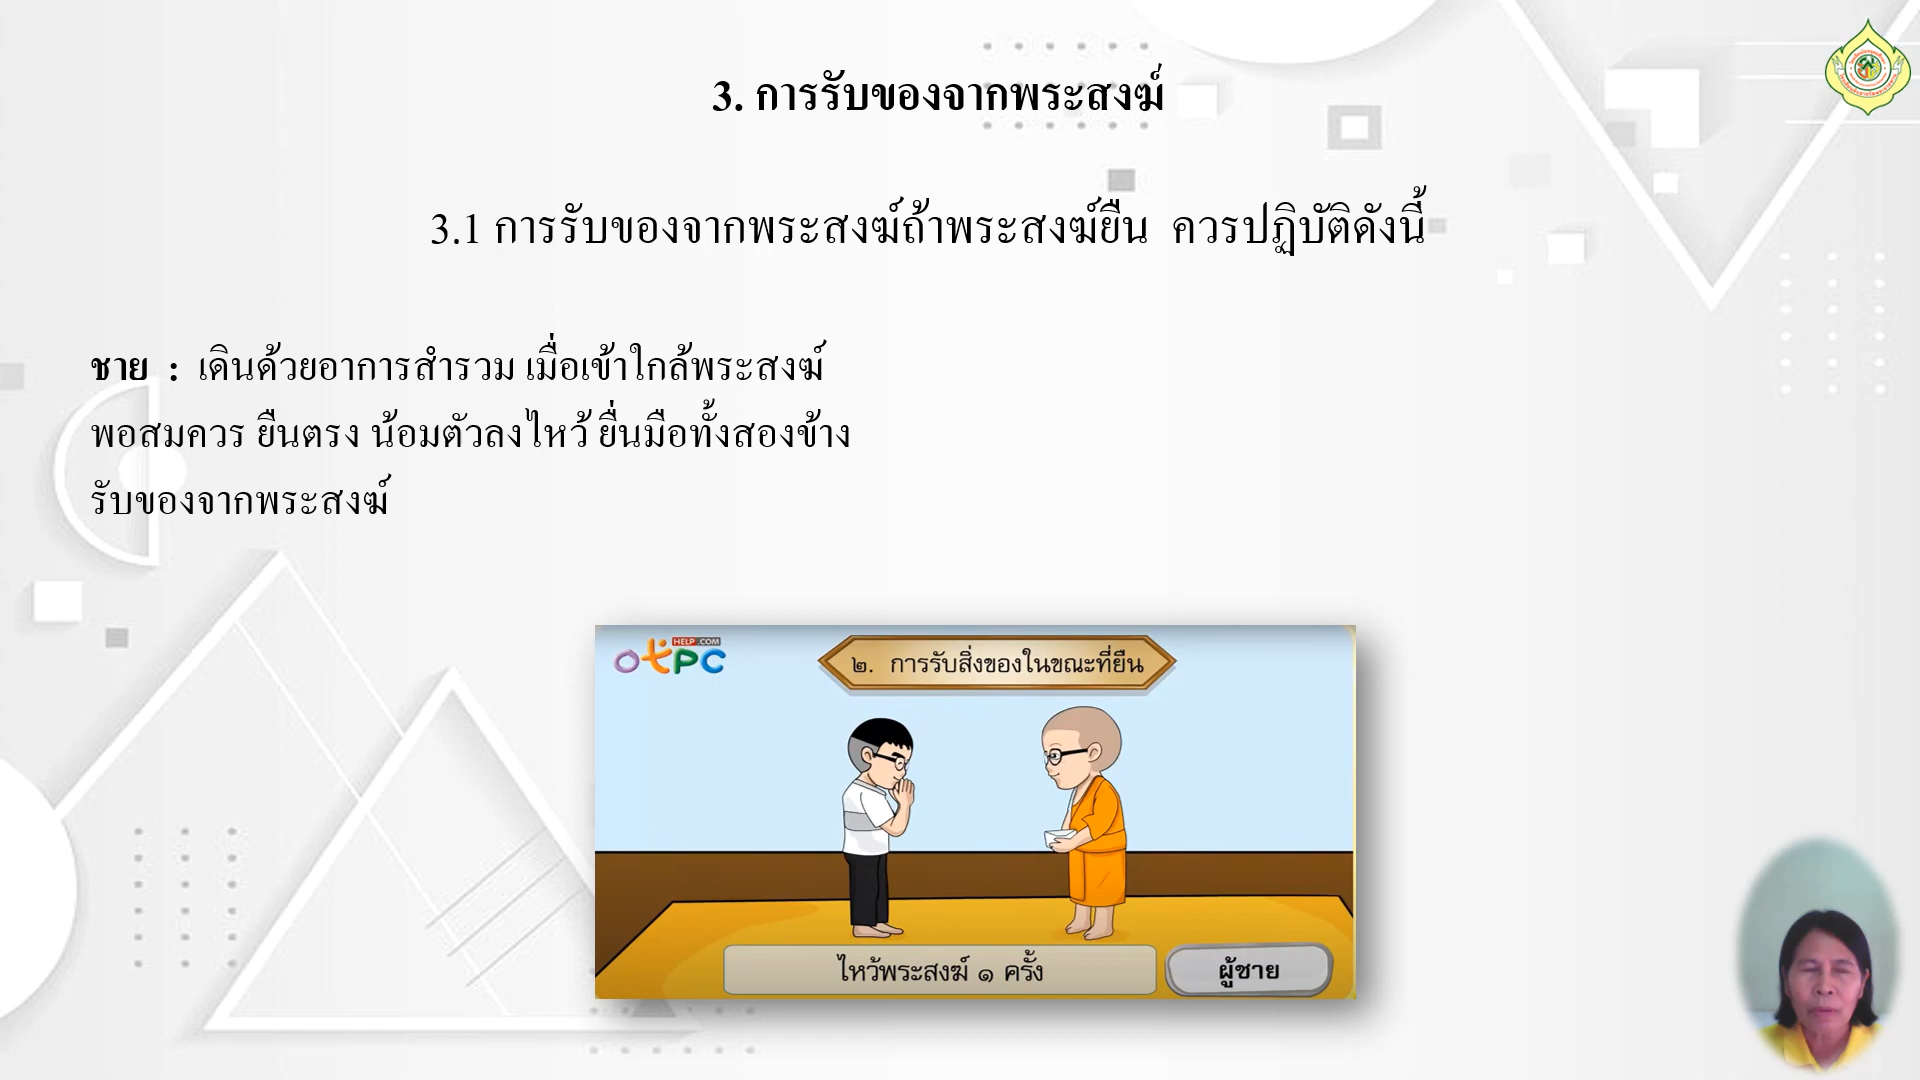 3. การรับของจากพระสงฆ์
3.1 การรับของจากพระสงฆ์ถ้าพระสงฆ์ยืน ควรปฏิบัติดังนี้
ชาย : เดินด้วยอาการสำรวม เมื่อเข้าใกล้พระสงฆ์
พอสมควร ยืนตรง น้อมตัวลงไหว้ ยื่นมือทั้งสองข้าง
รับของจากพระสงฆ์
HELP.COM
๒. การรับสิ่งของในขณะที่ยืน
ไหว้พระสงฆ์ ๑ ครั้ง
ผู้ชาย